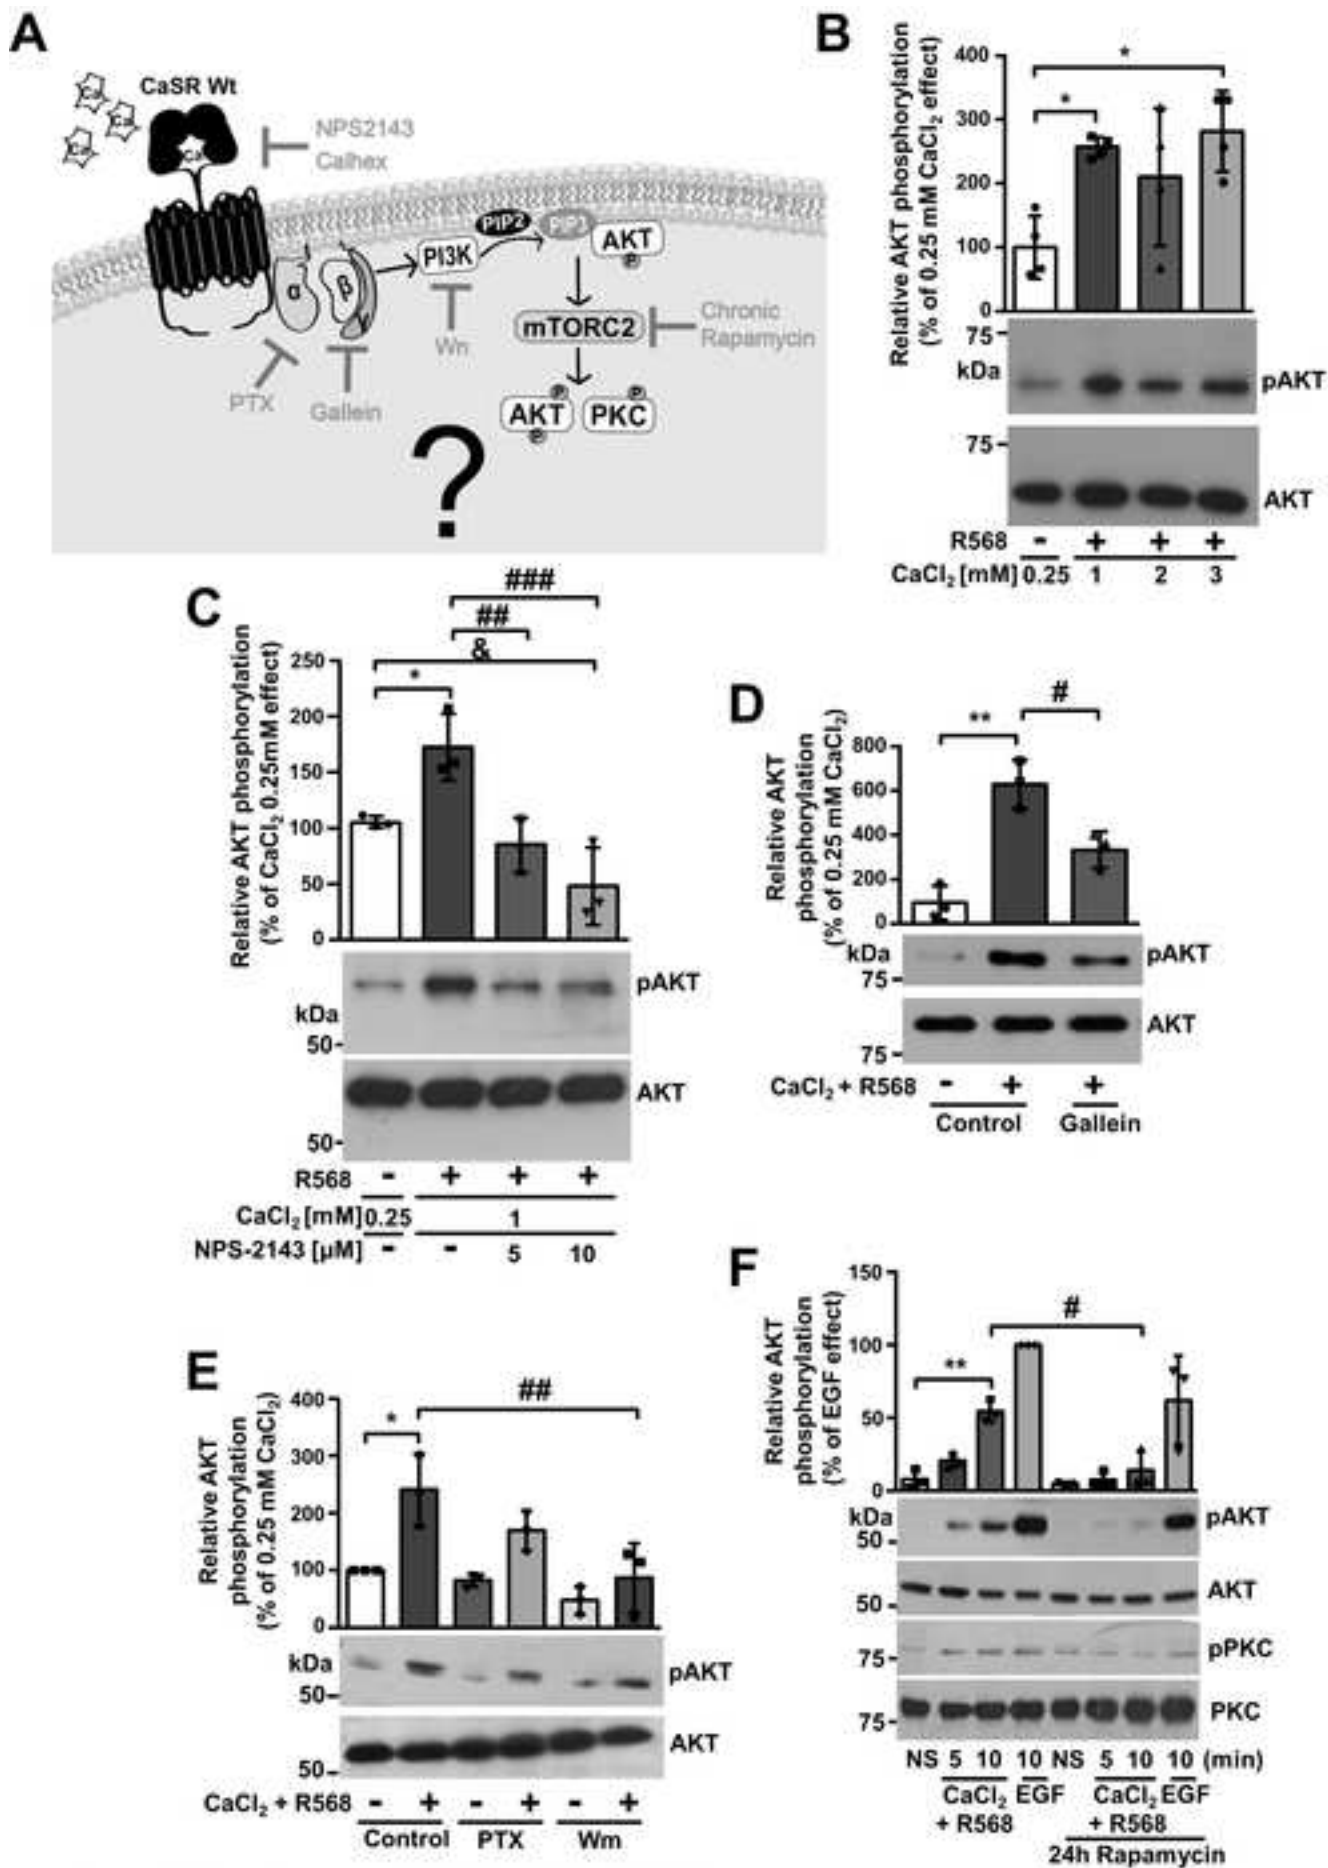 A
CaSR Wt
Ca
Ca
Ca
Ca
NPS2143
Calhex
PIP2
PIP3
PI3K
AKT
P
α
β
γ
mTORC2
Chronic
Rapamycin
Wn
PTX
Gallein
P
P
AKT
PKC
P
?
B
Relative AKT phosphorylation
(% of 0.25 mM CaCl₂ effect)
400
300
200
100
0
*
*
75
kDa
pAKT
75
AKT
R568 - + + +
CaCl₂ [mM] 0.25 1 2 3
C
###
##
&
*
Relative AKT phosphorylation
(% of CaCl₂ 0.25mM effect)
250
200
150
100
50
0
pAKT
kDa
50
AKT
50
R568 - + + +
CaCl₂ [mM] 0.25 1
NPS-2143 [µM] - - 5 10
D
#
**
Relative AKT
phosphorylation
(% of 0.25 mM CaCl₂)
800
600
400
200
0
kDa
75
pAKT
AKT
75
CaCl₂ + R568 - + +
Control Gallein
E
##
*
Relative AKT
phosphorylation
(% of 0.25 mM CaCl₂)
400
300
200
100
0
kDa
50
pAKT
AKT
50
CaCl₂ + R568 - + - + - +
Control PTX Wm
F
#
**
Relative AKT
phosphorylation
(% of EGF effect)
150
100
50
0
kDa
50
pAKT
AKT
50
pPKC
75
PKC
75
NS 5 10 10 NS 5 10 10 (min)
CaCl₂ EGF CaCl₂ EGF
+ R568 + R568
24h Rapamycin